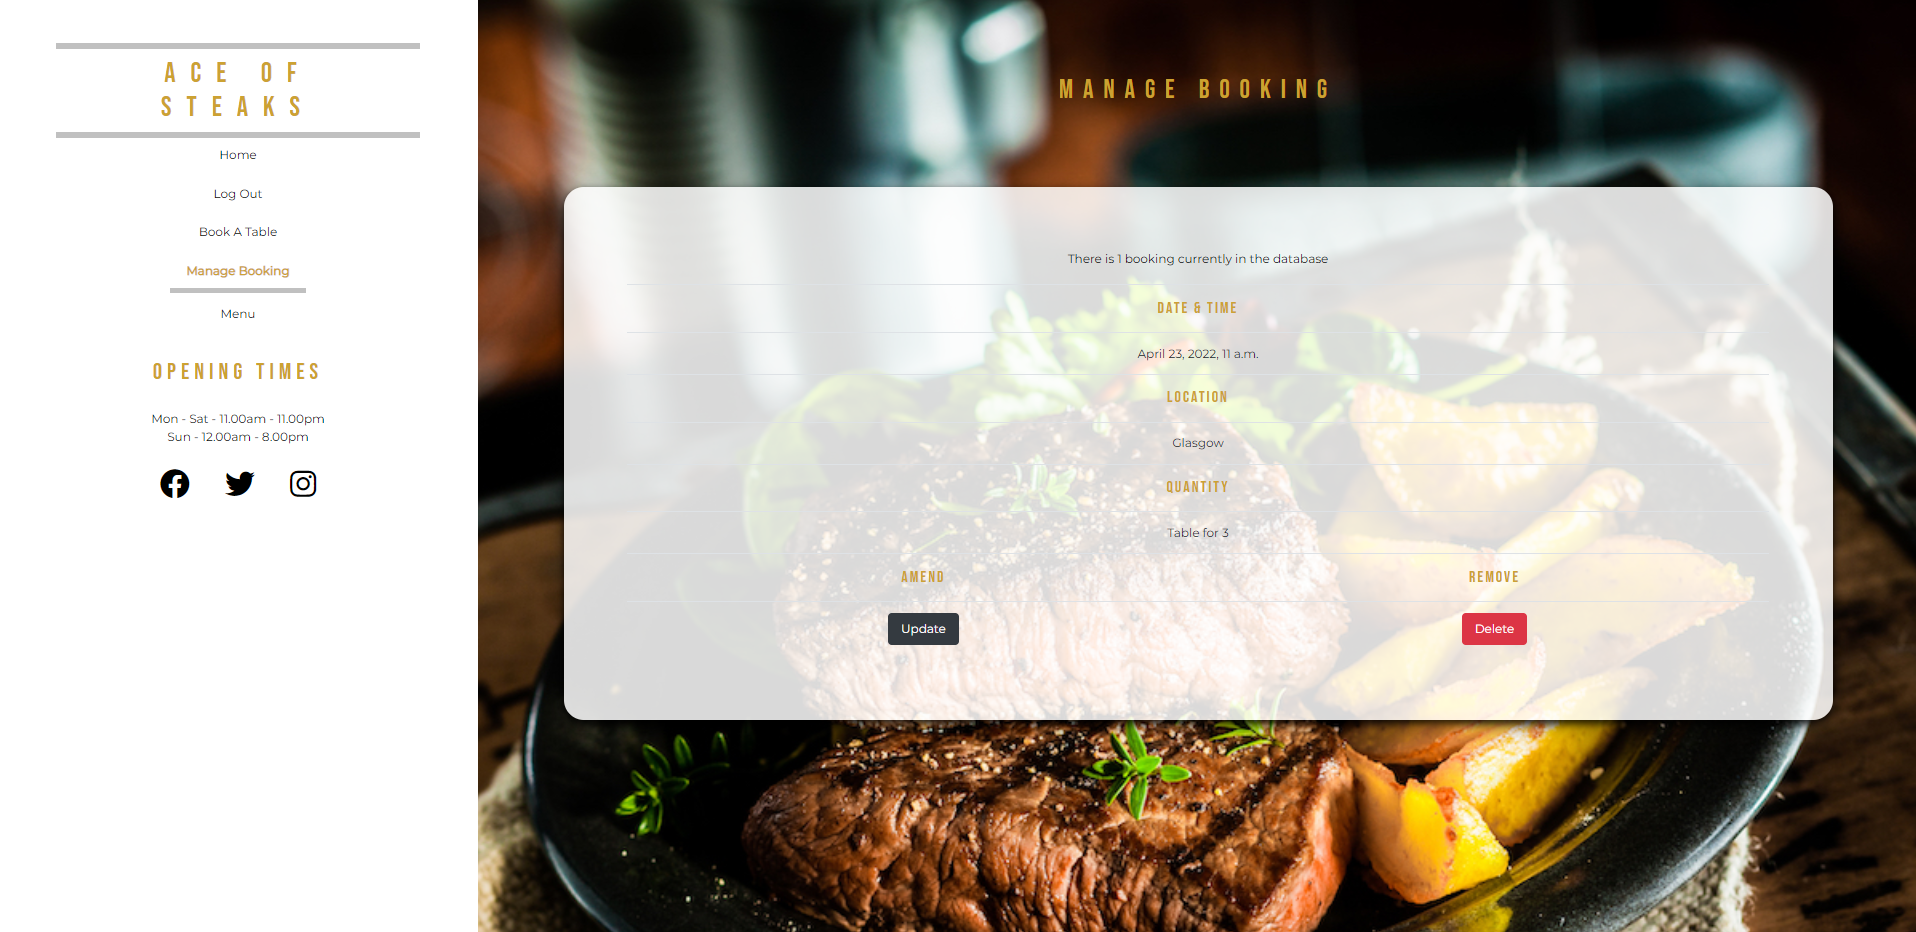 ACE OF
STEAKS
Home
Log Out
Book A Table
Manage Booking
Menu
OPENING TIMES
Mon - Sat - 11.00am - 11.00pm
Sun - 12.00am - 8.00pm
MANAGE BOOKING
There is 1 booking currently in the database
DATE & TIME
April 23, 2022, 11 a.m.
LOCATION
Glasgow
QUANTITY
Table for 3
AMEND REMOVE
Update Delete